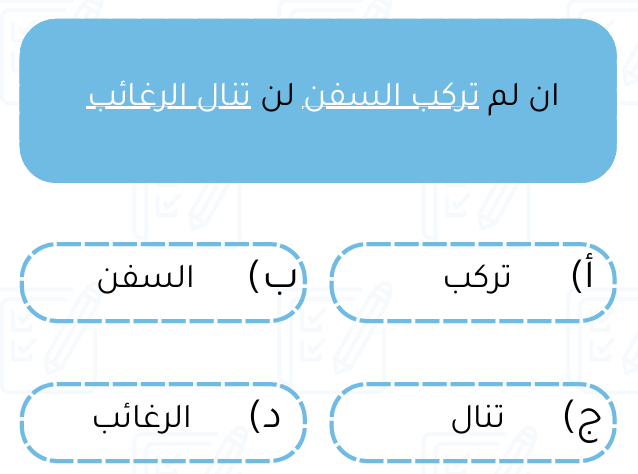 ان لم تركب السفن لن تنال الرغائب
أ) تركب
ب) السفن
ج) تنال
د) الرغائب